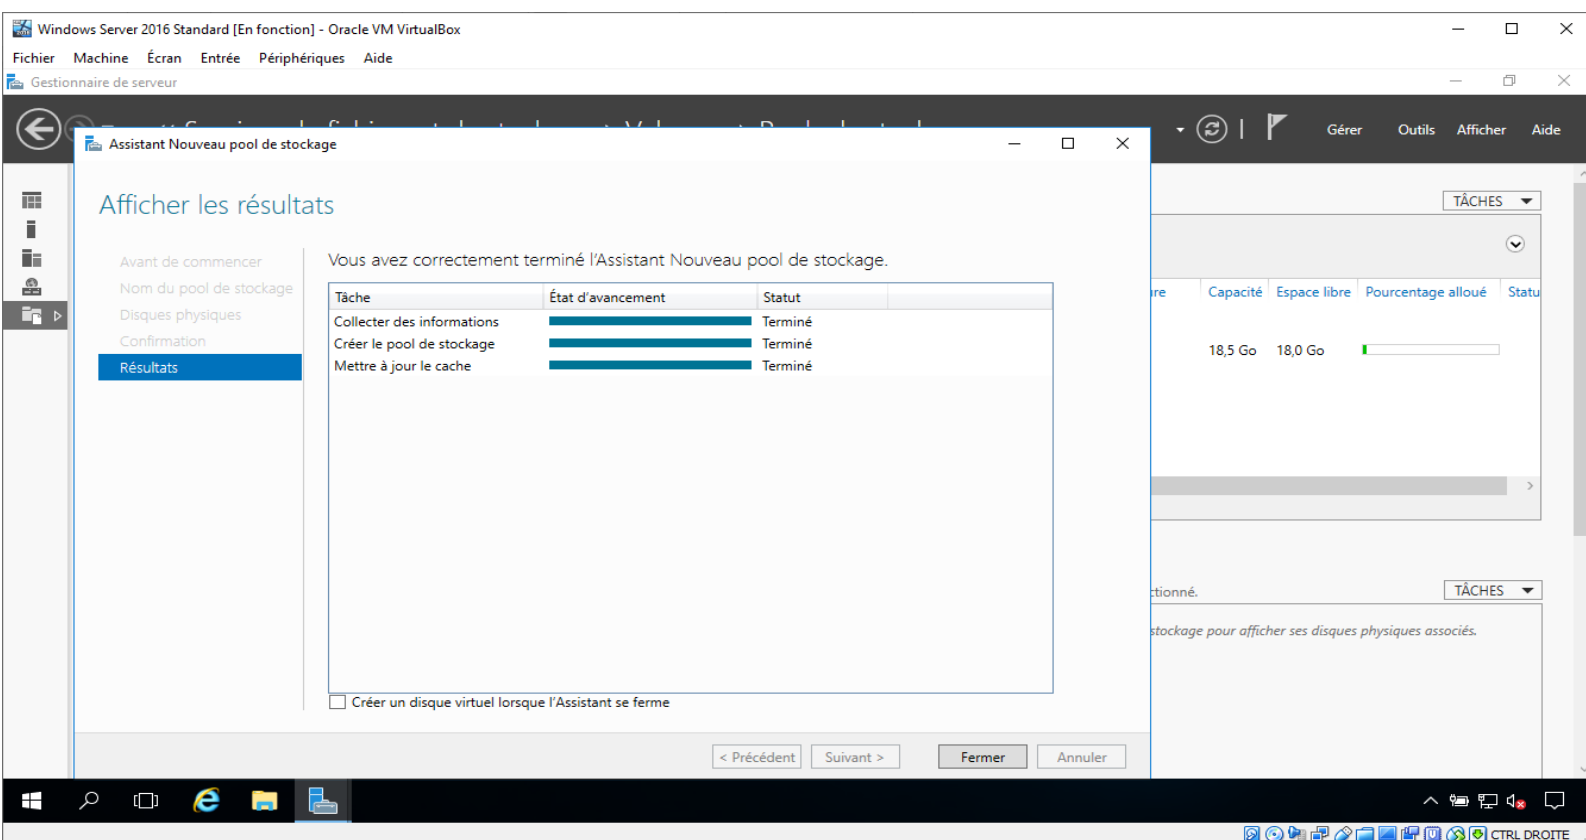 Windows Server 2016 Standard [En fonction] - Oracle VM VirtualBox
Fichier Machine Écran Entrée Périphériques Aide
Gestionnaire de serveur
Gérer Outils Afficher Aide
Assistant Nouveau pool de stockage
Afficher les résultats
TÂCHES
Avant de commencer
Nom du pool de stockage
Disques physiques
Confirmation
Résultats
Vous avez correctement terminé l'Assistant Nouveau pool de stockage.
Tâche État d'avancement Statut
Collecter des informations Terminé
Créer le pool de stockage Terminé
Mettre à jour le cache Terminé
Capacité Espace libre Pourcentage alloué Statu
18,5 Go 18,0 Go
ctionné. TÂCHES
stockage pour afficher ses disques physiques associés.
Créer un disque virtuel lorsque l'Assistant se ferme
< Précédent Suivant > Fermer Annuler
CTRL DROITE